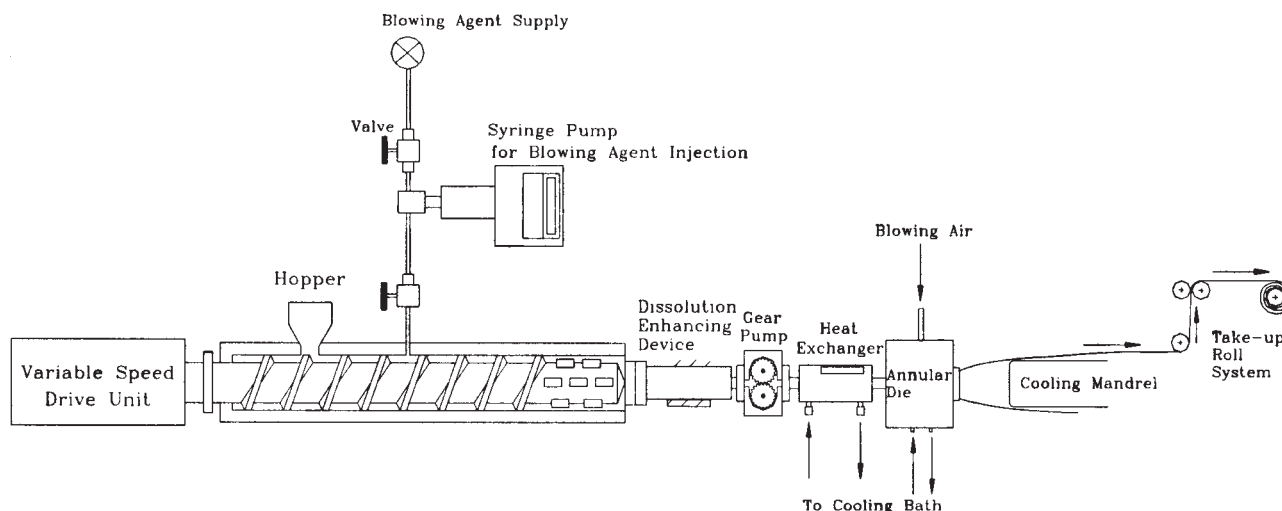 Blowing Agent Supply
Valve
Syringe Pump
for Blowing Agent Injection
Blowing Air
Hopper
Dissolution
Enhancing
Device
Gear
Pump
Heat
Exchanger
Take-up
Roll
System
Variable Speed
Drive Unit
Annular
Die
Cooling Mandrel
To Cooling Bath